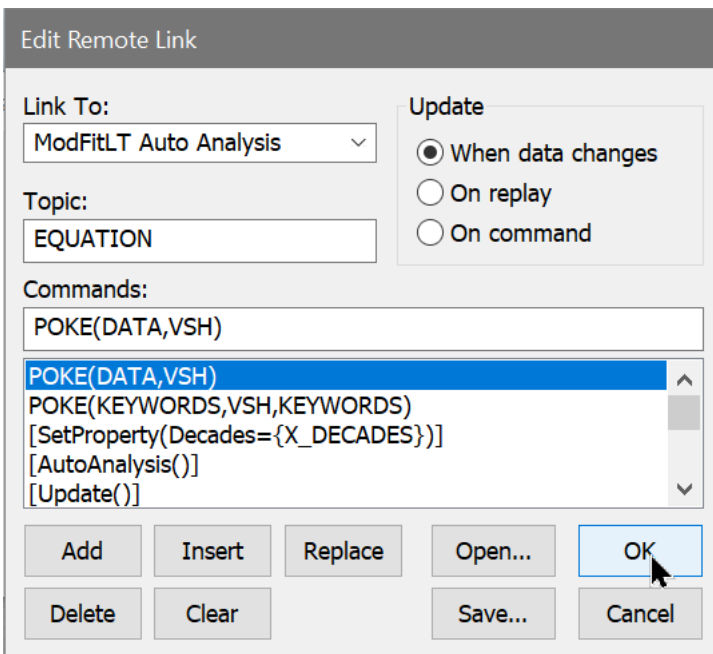 Edit Remote Link
Link To:
ModFitLT Auto Analysis
Topic:
EQUATION
Update
When data changes
On replay
On command
Commands:
POKE(DATA,VSH)
POKE(DATA,VSH)
POKE(KEYWORDS,VSH,KEYWORDS)
[SetProperty(Decades={X_DECADES})]
[AutoAnalysis()]
[Update()]
Add Insert Replace Open... OK
Delete Clear Save... Cancel